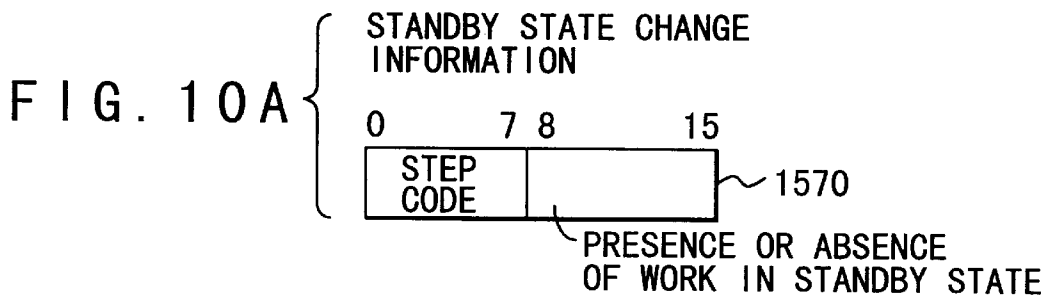 STANDBY STATE CHANGE
INFORMATION
FIG. 10A
0 7 8 15
STEP
CODE
1570
PRESENCE OR ABSENCE
OF WORK IN STANDBY STATE